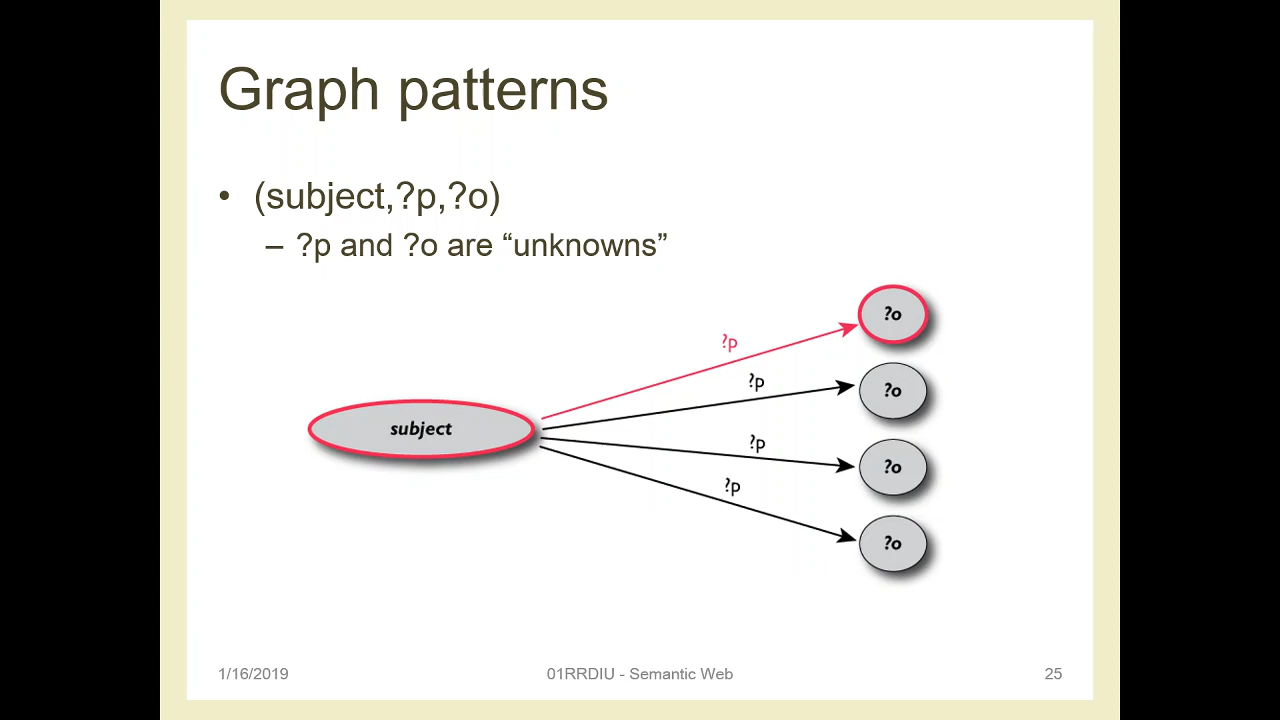 Graph patterns
• (subject,?p,?o)
– ?p and ?o are “unknowns”
?o
?p
?p
?o
subject
?p
?o
?p
?o
1/16/2019
01RRDIU - Semantic Web
25